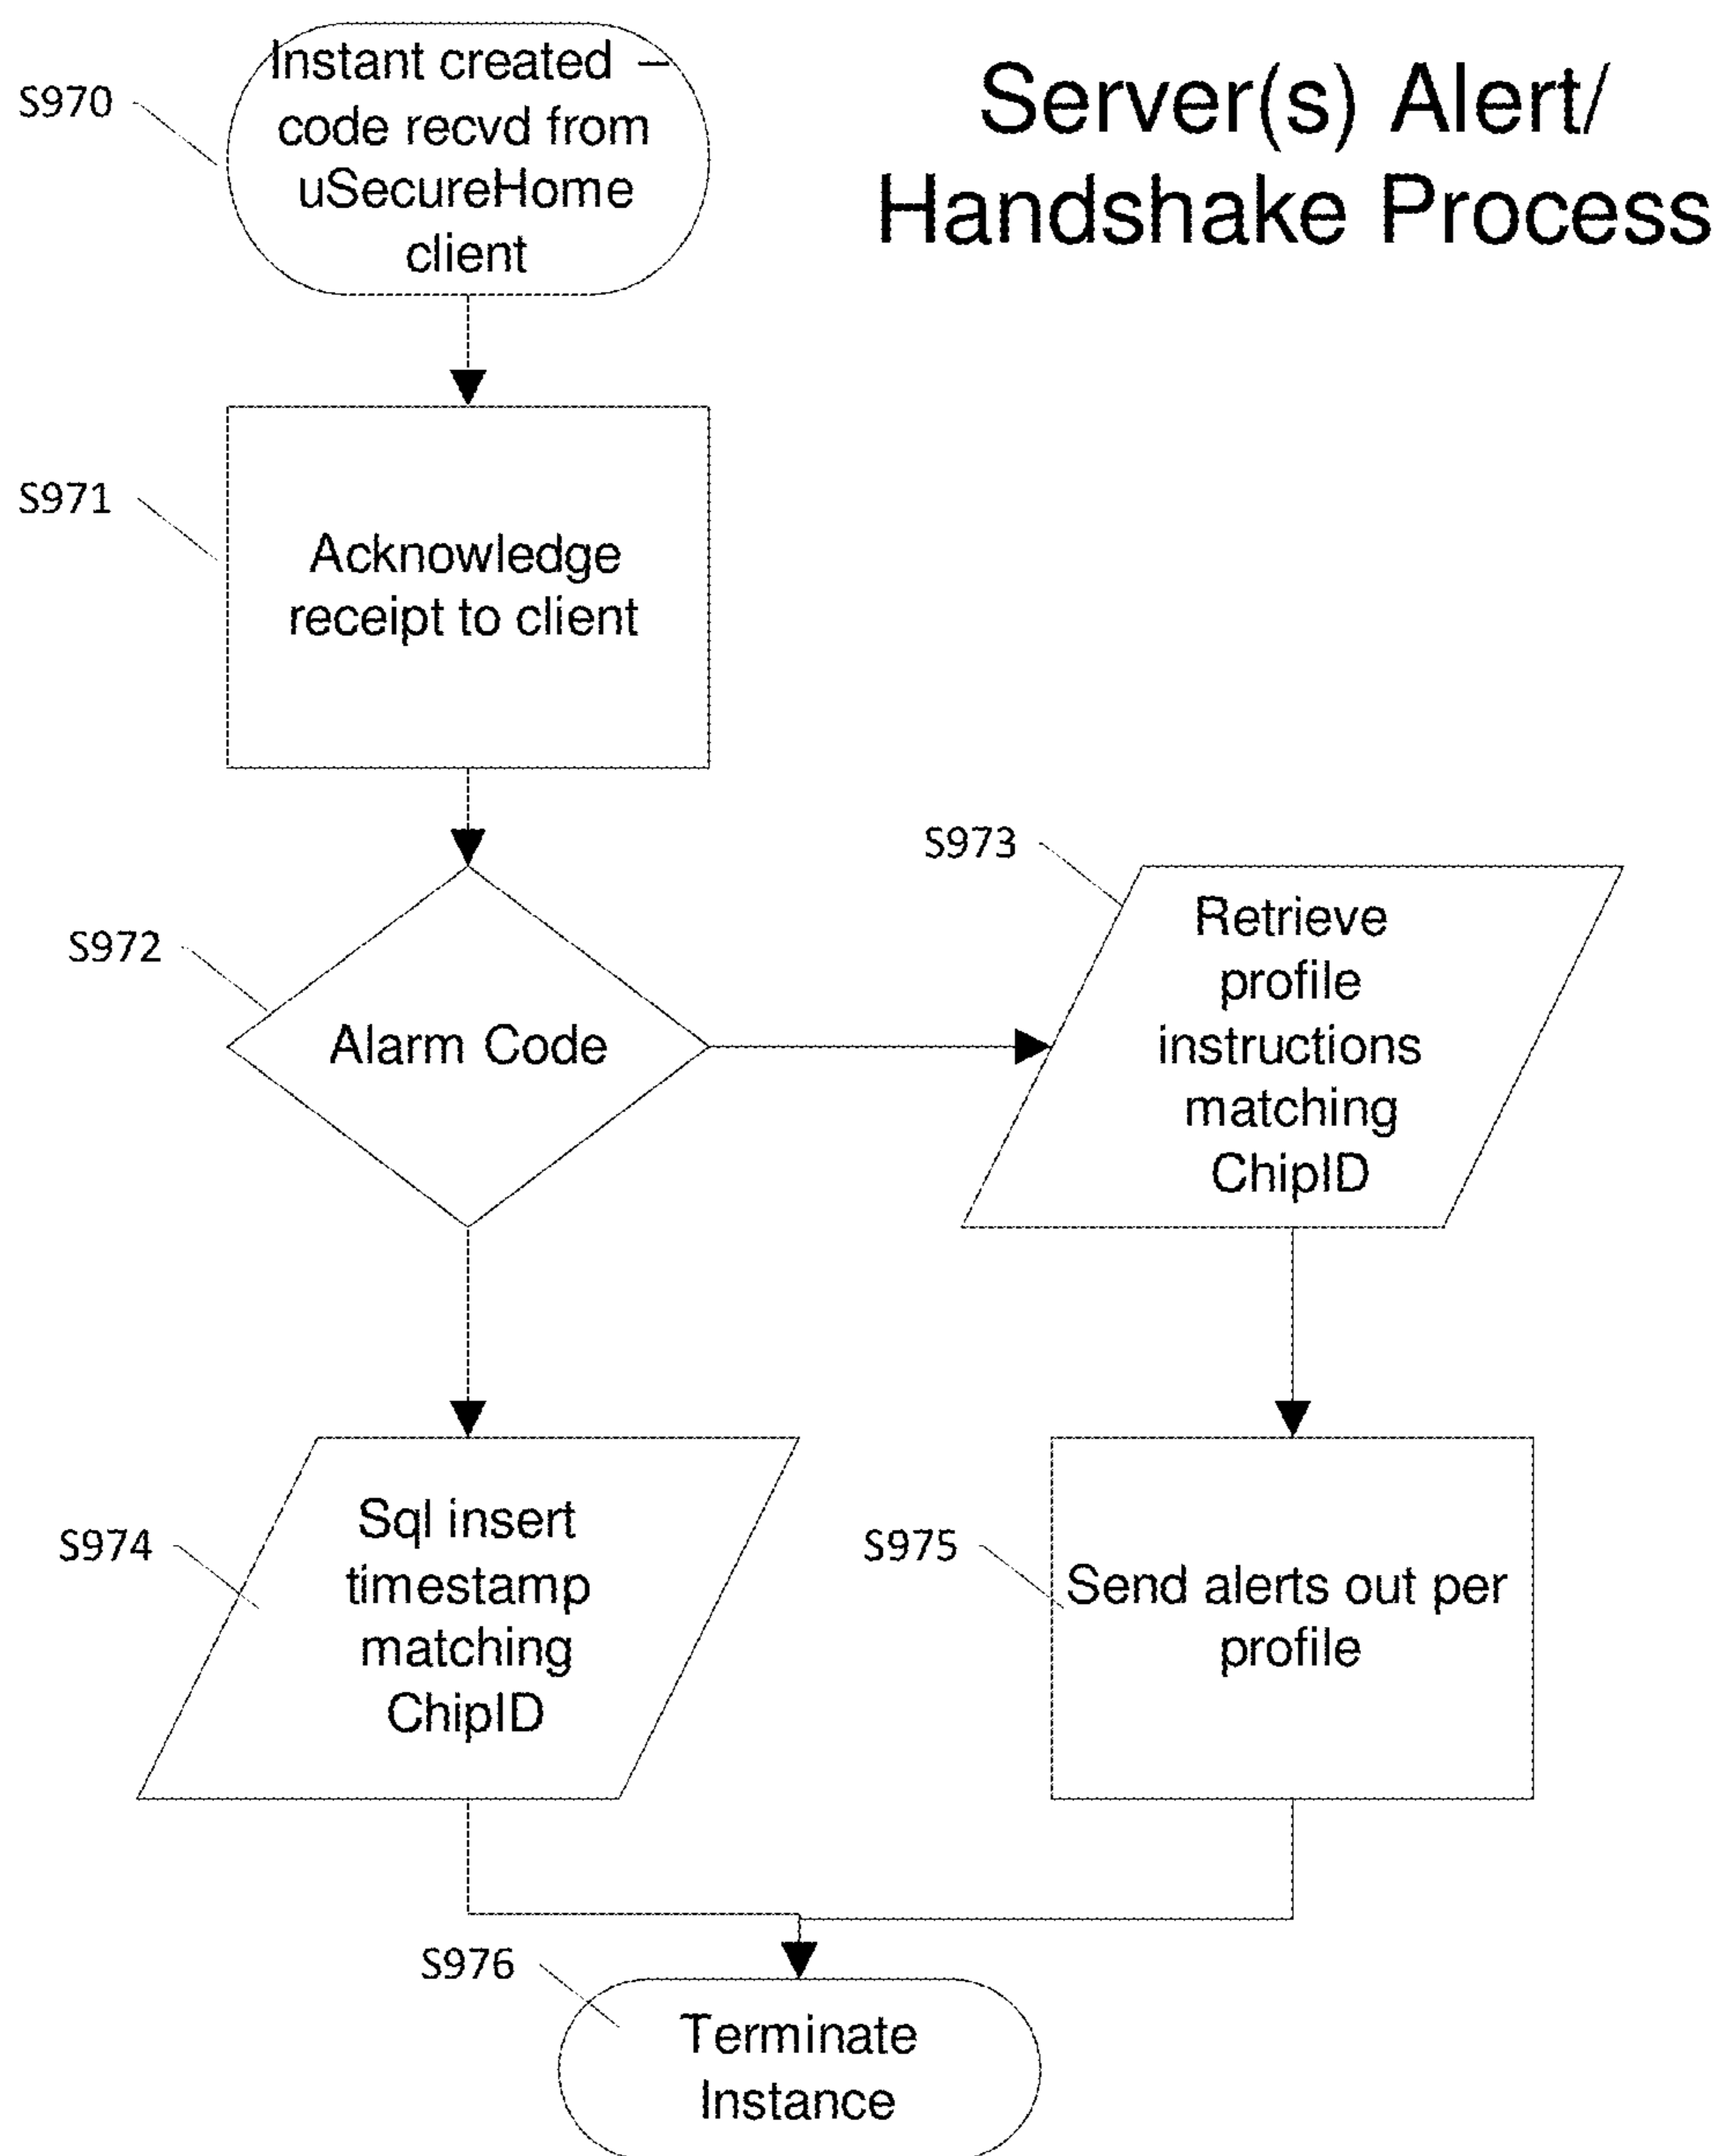 Server(s) Alert/
Handshake Process
S970
Instant created –
code recvd from
uSecureHome
client
S971
Acknowledge
receipt to client
S972
Alarm Code
S973
Retrieve
profile
instructions
matching
ChipID
S974
Sql insert
timestamp
matching
ChipID
S975
Send alerts out per
profile
S976
Terminate
Instance